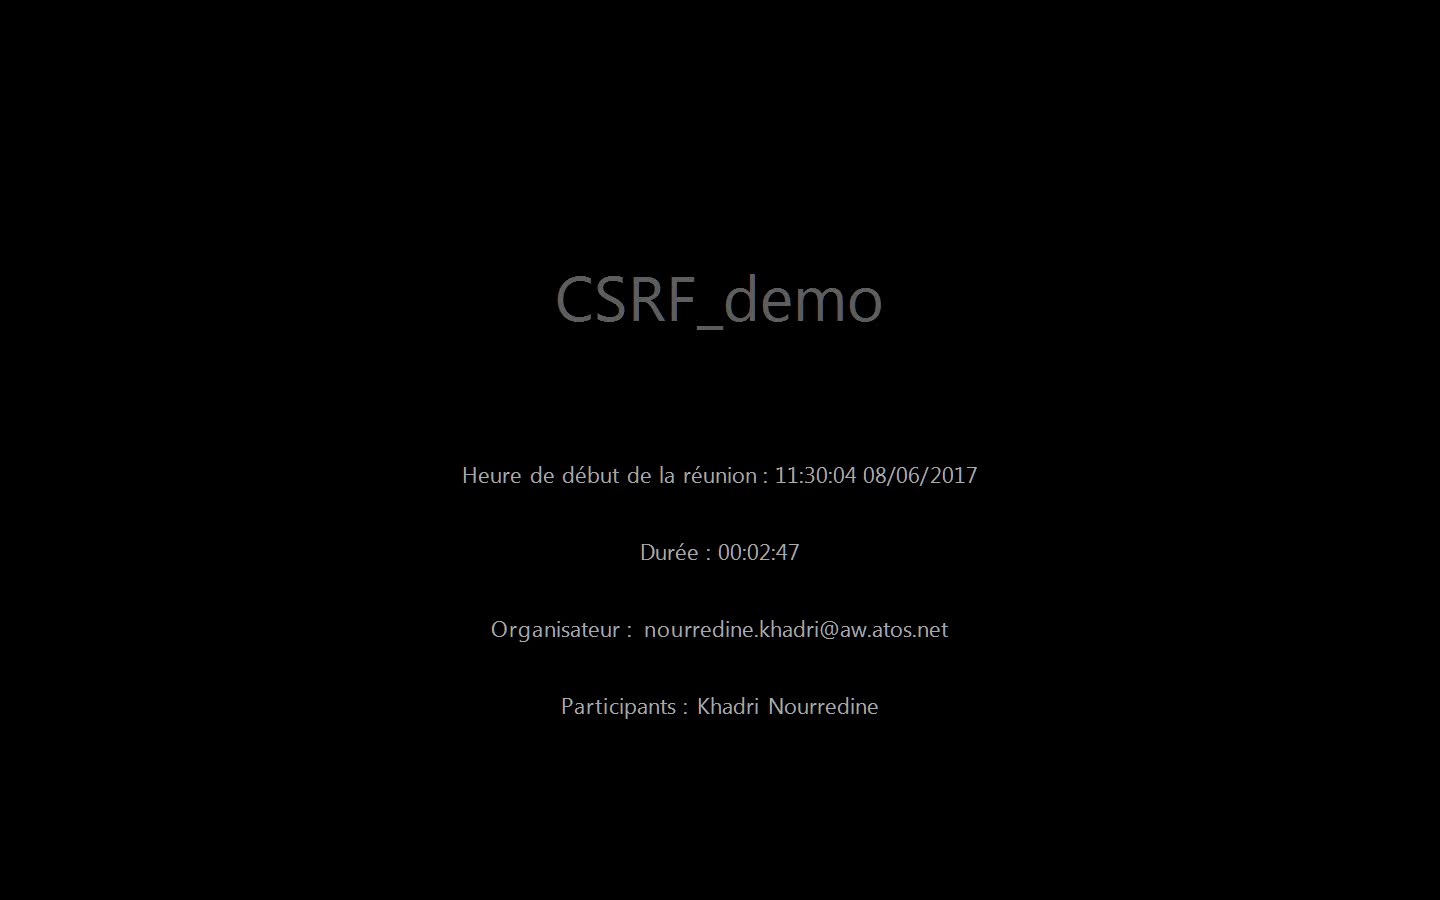 CSRF_demo
Heure de début de la réunion : 11:30:04 08/06/2017
Durée : 00:02:47
Organisateur : nourredine.khadri@aw.atos.net
Participants : Khadri Nourredine